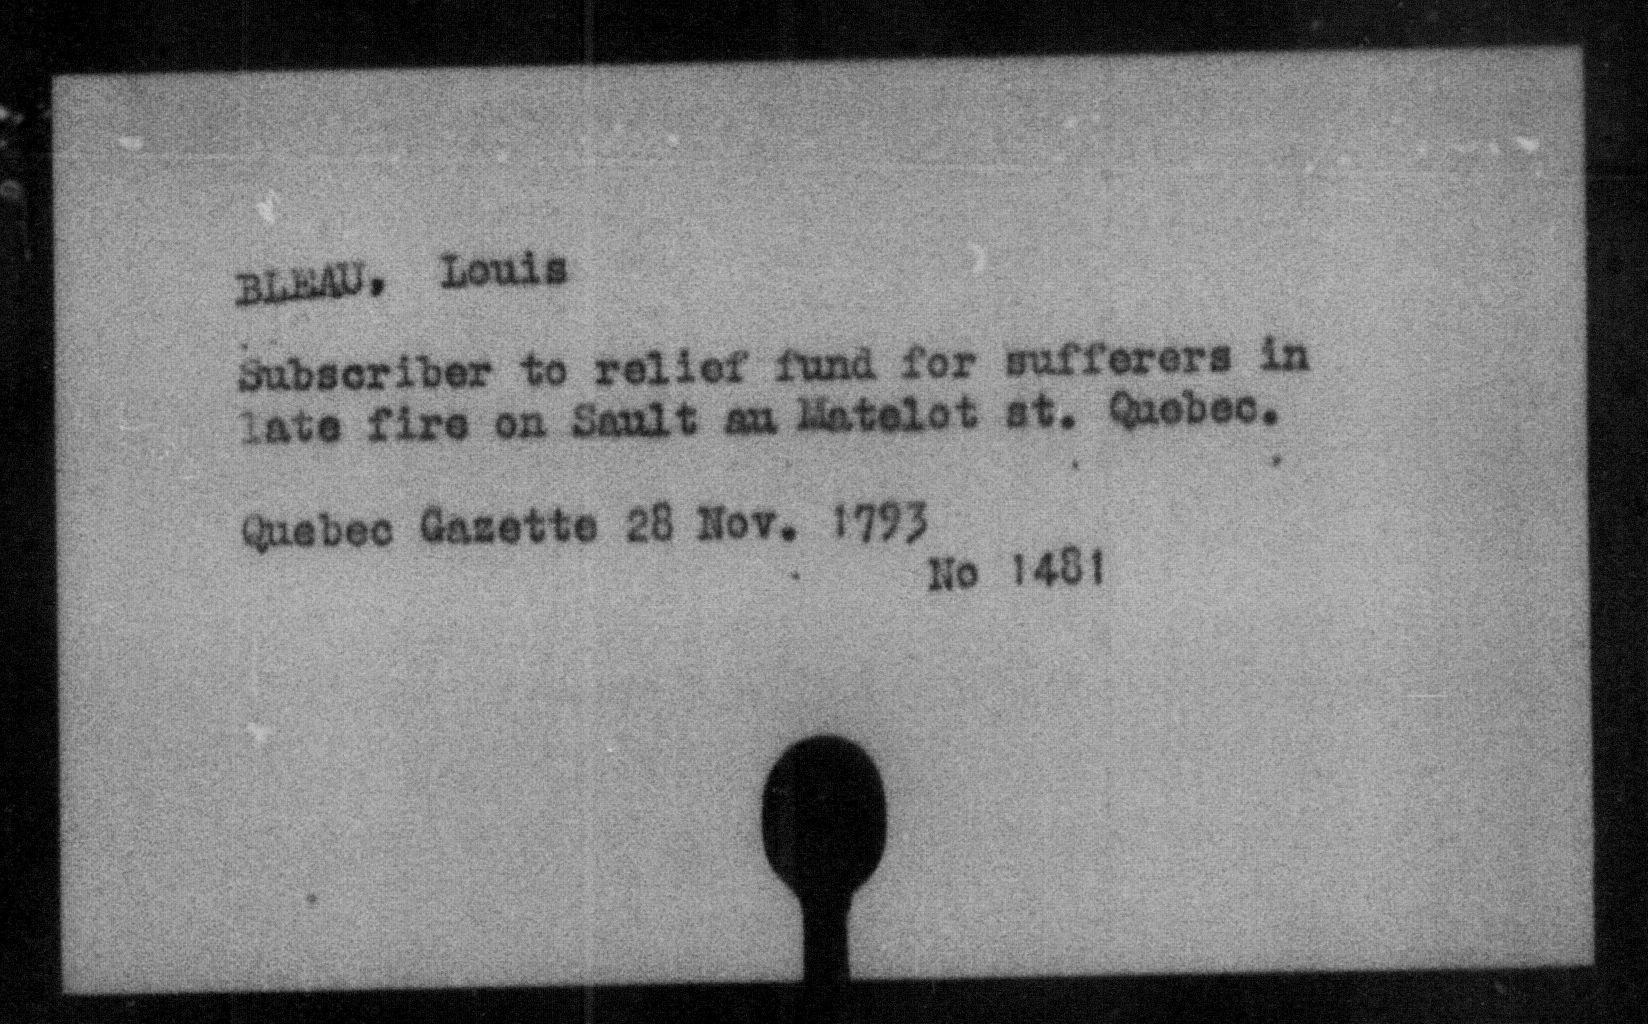 BLEAU, Louis
Subscriber to relief fund for sufferers in
late fire on Sault au Matelot st. Quebec.
Quebec Gazette 28 Nov. 1793
No 1481